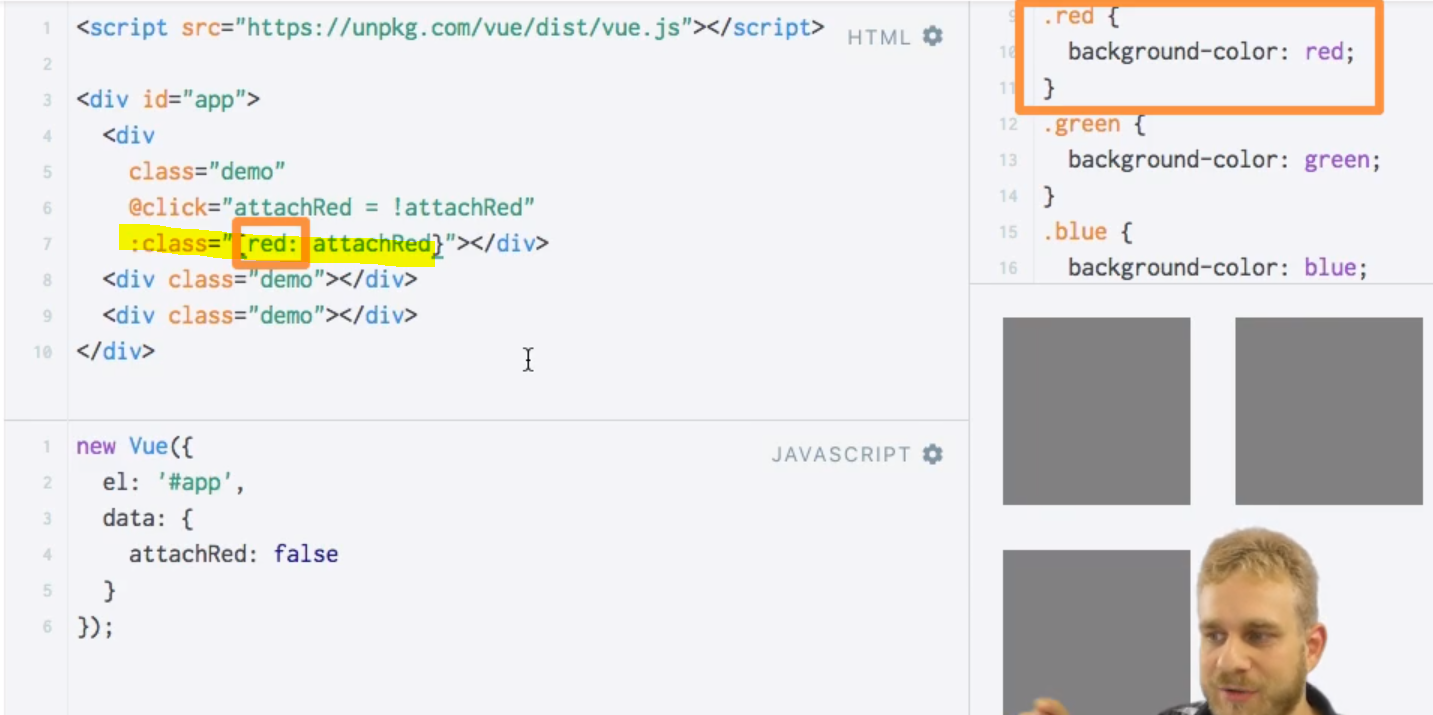 1 <script src="https://unpkg.com/vue/dist/vue.js"></script>
HTML
2
3 <div id="app">
4 <div
5 class="demo"
6 @click="attachRed = !attachRed"
7 :class="{red: attachRed}"></div>
8 <div class="demo"></div>
9 <div class="demo"></div>
10 </div>
1 new Vue({
JAVASCRIPT
2 el: '#app',
3 data: {
4 attachRed: false
5 }
6 });
9 .red {
10 background-color: red;
11 }
12 .green {
13 background-color: green;
14 }
15 .blue {
16 background-color: blue;